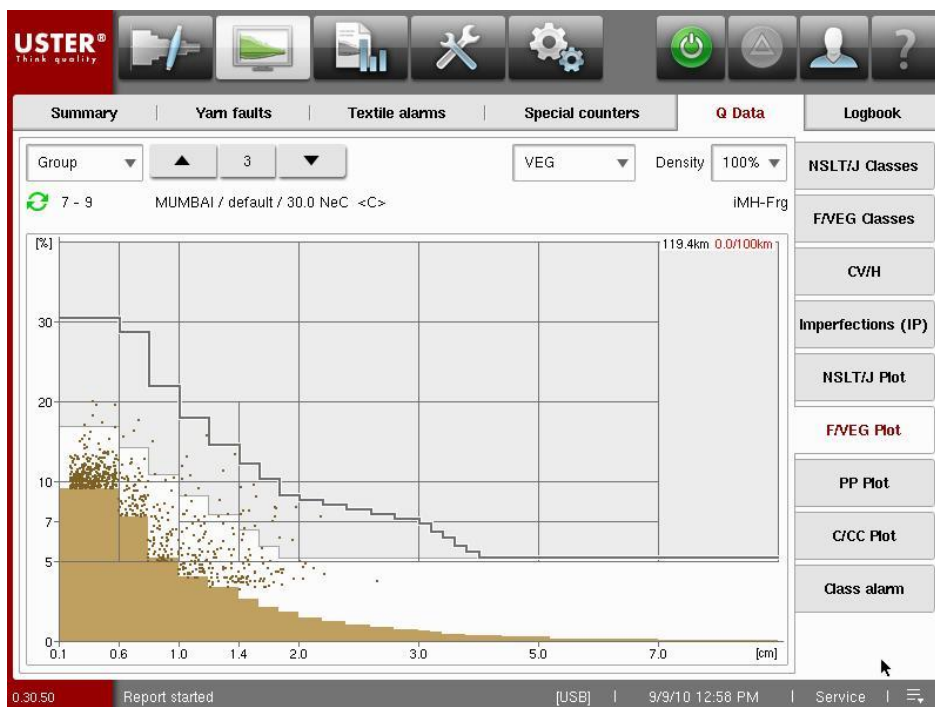 USTER®
Think quality
?
Summary | Yarn faults | Textile alarms | Special counters Q Data Logbook
Group 3 VEG Density 100%
7 - 9 MUMBAI / default / 30.0 NeC <C> iMH-Frg
[%] 119.4km 0.0/100km
30
20
10
7
5
0
0.1 0.6 1.0 1.4 2.0 3.0 5.0 7.0 [cm]
NSLT/J Classes
F/VEG Classes
CV/H
Imperfections (IP)
NSLT/J Plot
F/VEG Plot
PP Plot
C/CC Plot
Class alarm
0.30.50 Report started [USB] | 9/9/10 12:58 PM | Service |